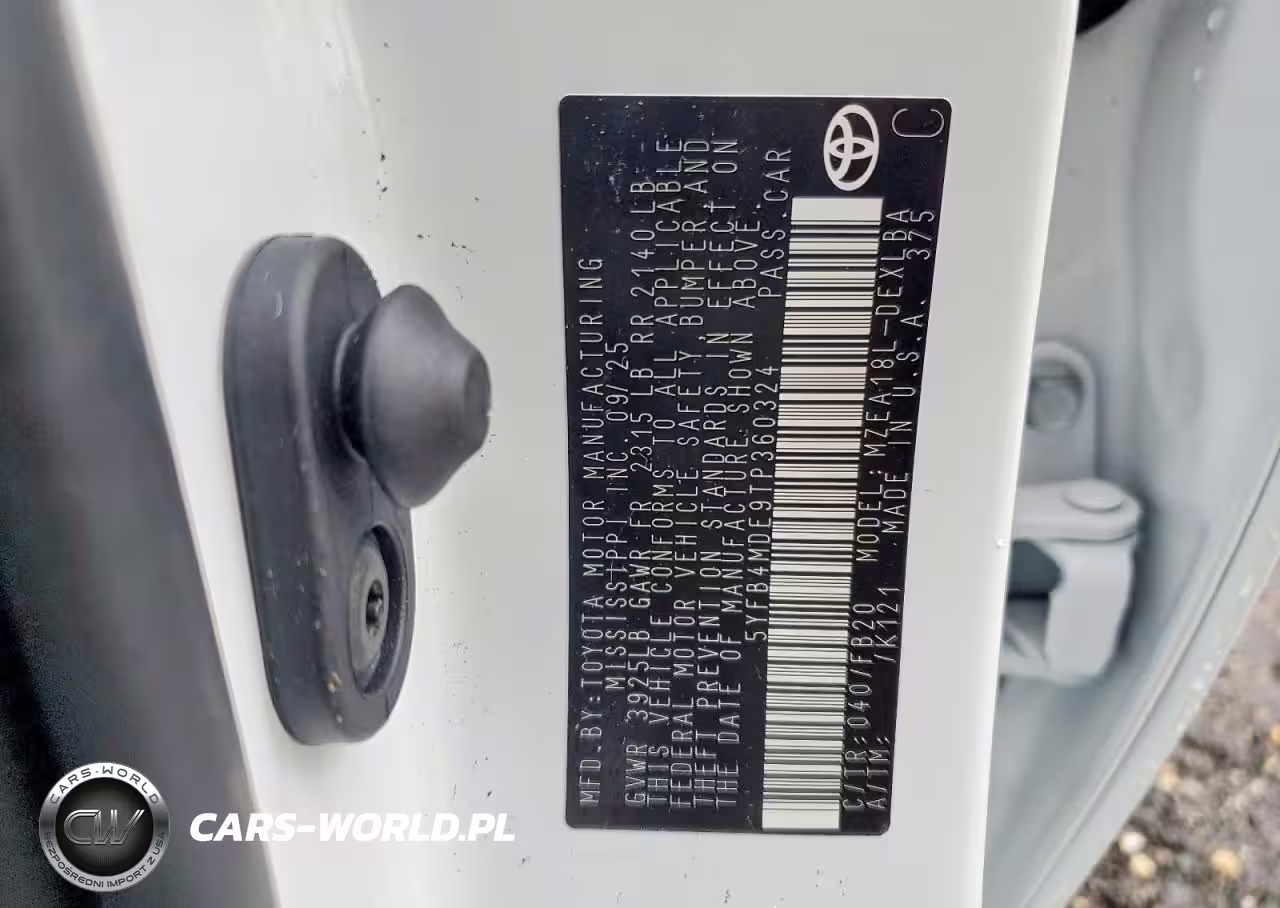 MFD.BY:TOYOTA MOTOR MANUFACTURING
MISSISSIPPI INC.09/25
GVWR 3925LB GAWR FR 2315 LB RR 2140 LB
THIS VEHICLE CONFORMS TO ALL APPLICABLE
FEDERAL MOTOR VEHICLE SAFETY, BUMPER, AND
THEFT PREVENTION STANDARDS IN EFFECT ON
THE DATE OF MANUFACTURE SHOWN ABOVE.
5YFB4MDE9TP360324 PASS.CAR
C/TR:040/FB20 MODEL:MZEA18L-DEXLBA
A/TM: /K121 MADE IN U.S.A. 375
C
CARS-WORLD
CW
BEZPOŚREDNI IMPORT Z USA
CARS-WORLD.PL